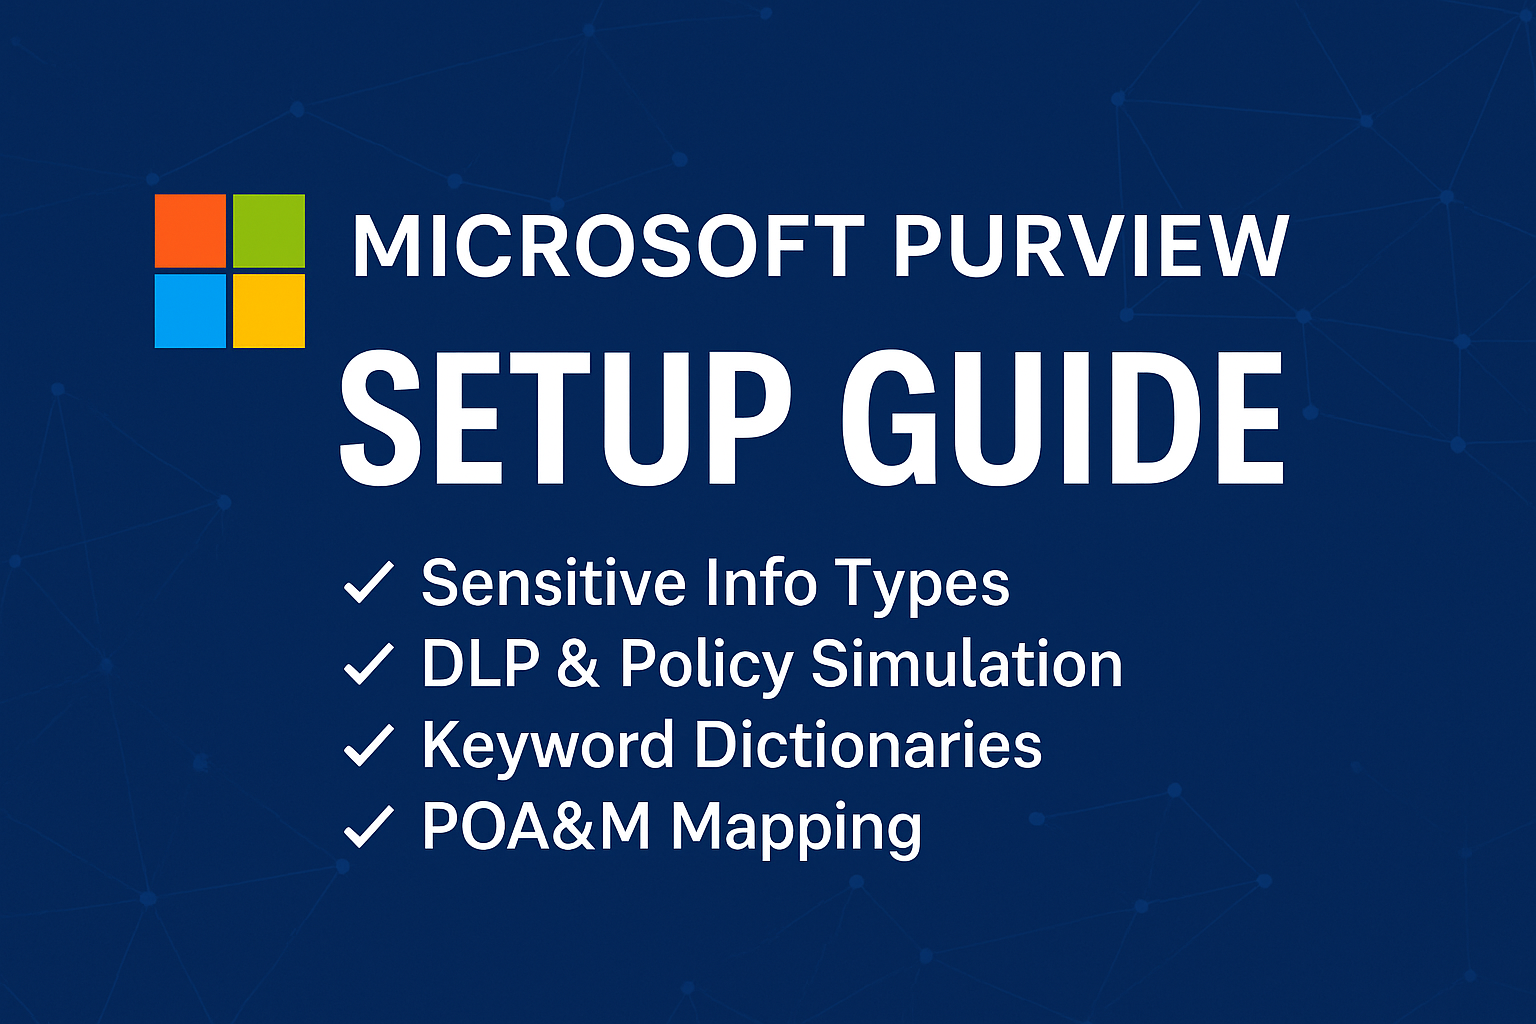 MICROSOFT PURVIEW
SETUP GUIDE
✓ Sensitive Info Types
✓ DLP & Policy Simulation
✓ Keyword Dictionaries
✓ POA&M Mapping